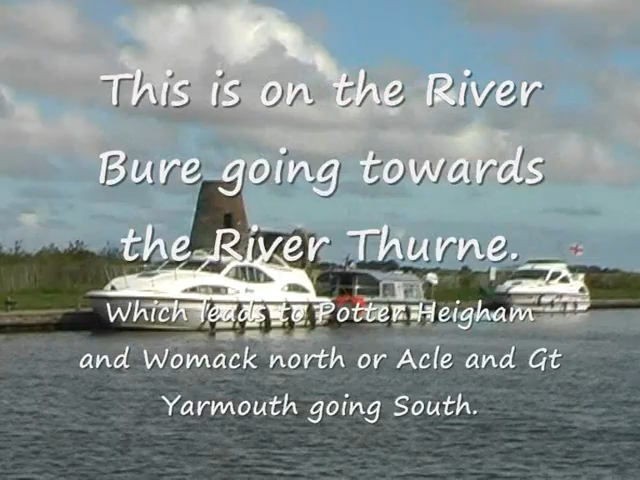 This is on the River
Bure going towards
the River Thurne.
Which leads to Potter Heigham
and Womack north or Acle and Gt
Yarmouth going South.